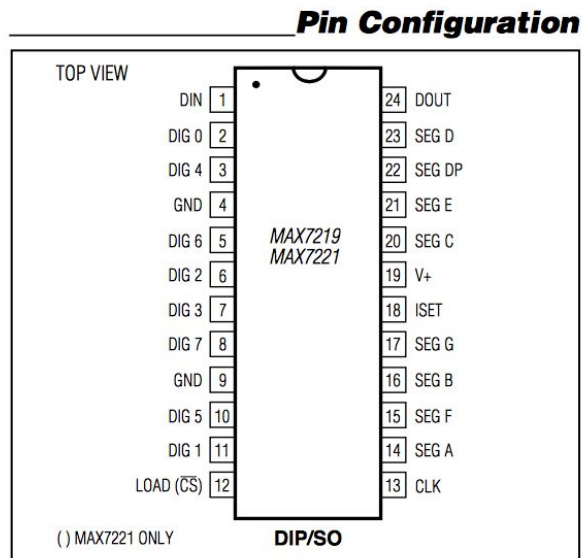 Pin Configuration
TOP VIEW
DIN 1
DIG 0 2
DIG 4 3
GND 4
DIG 6 5
DIG 2 6
DIG 3 7
DIG 7 8
GND 9
DIG 5 10
DIG 1 11
LOAD (C̅S̅) 12
MAX7219
MAX7221
24 DOUT
23 SEG D
22 SEG DP
21 SEG E
20 SEG C
19 V+
18 ISET
17 SEG G
16 SEG B
15 SEG F
14 SEG A
13 CLK
( ) MAX7221 ONLY
DIP/SO